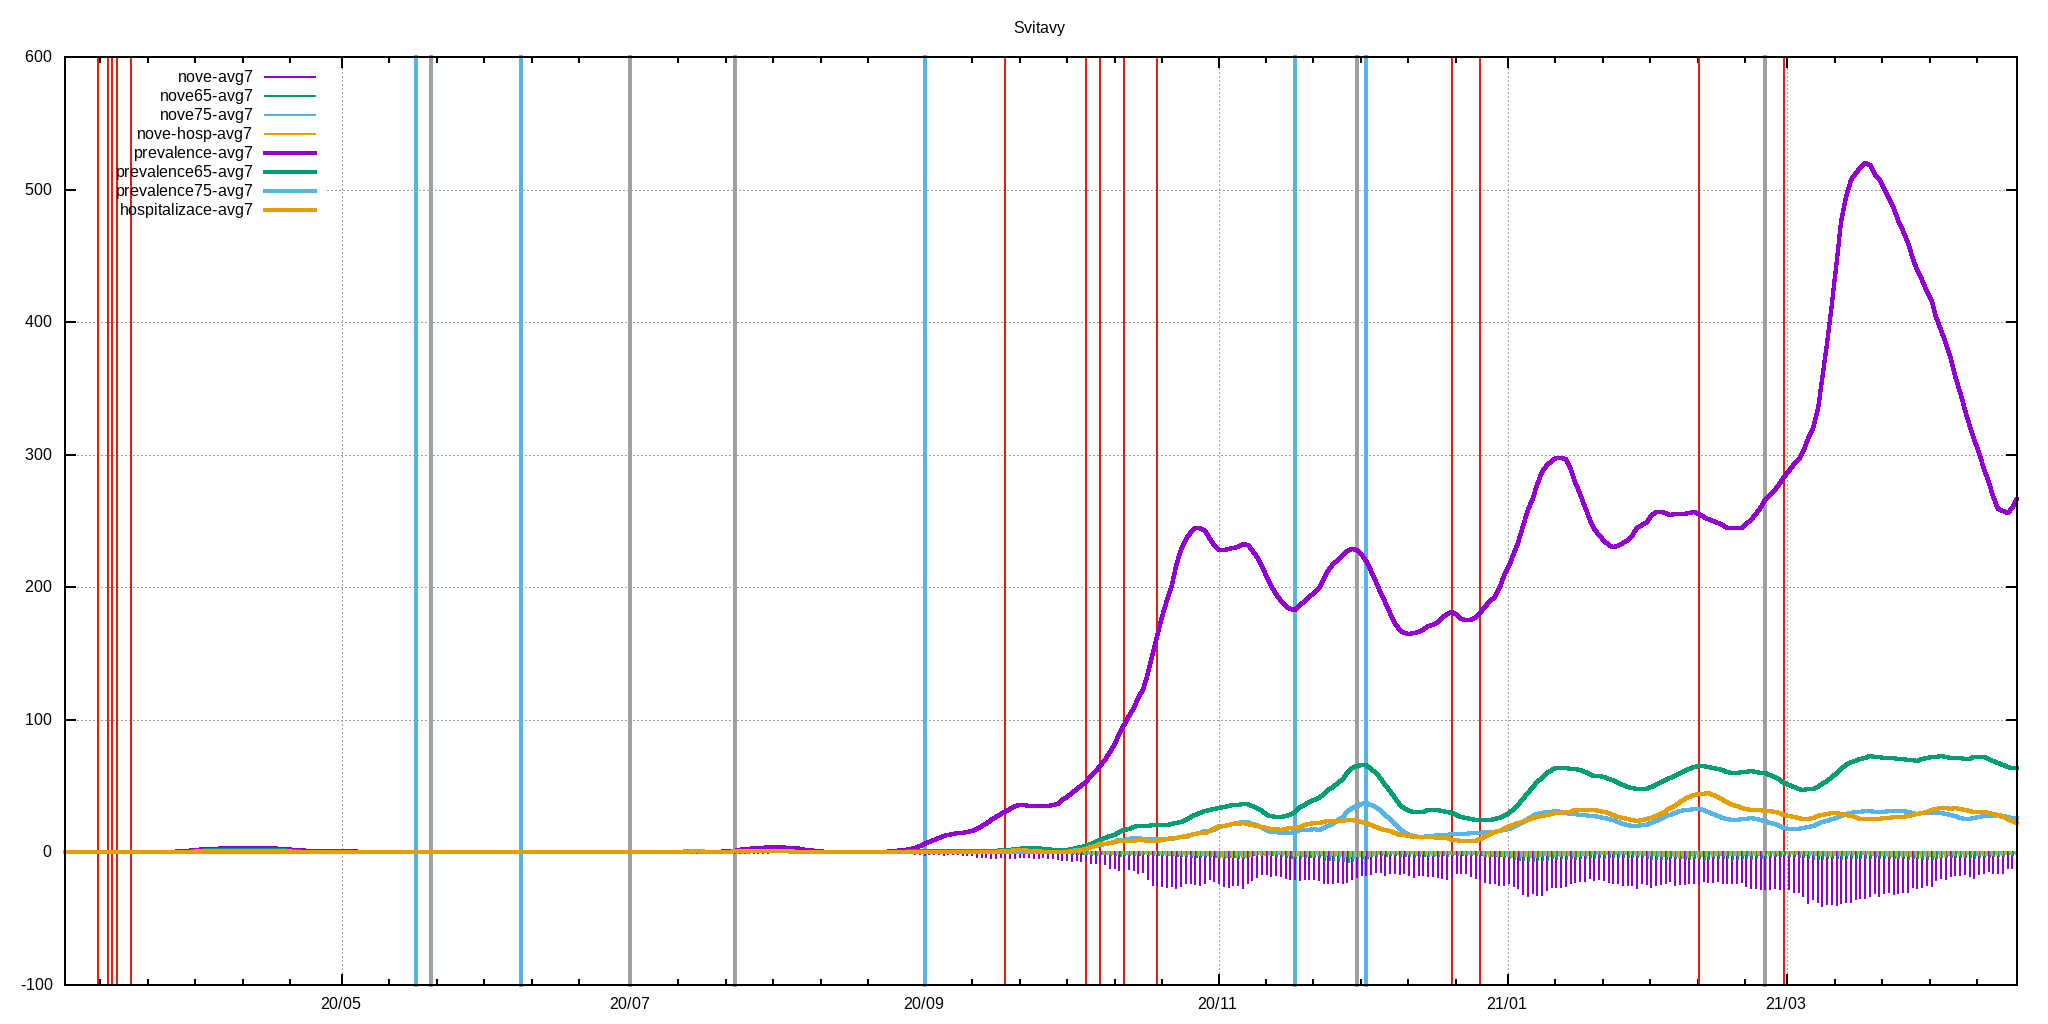 Svitavy
600
500
400
300
200
100
0
-100
nove-avg7
nove65-avg7
nove75-avg7
nove-hosp-avg7
prevalence-avg7
prevalence65-avg7
prevalence75-avg7
hospitalizace-avg7
20/05 20/07 20/09 20/11 21/01 21/03